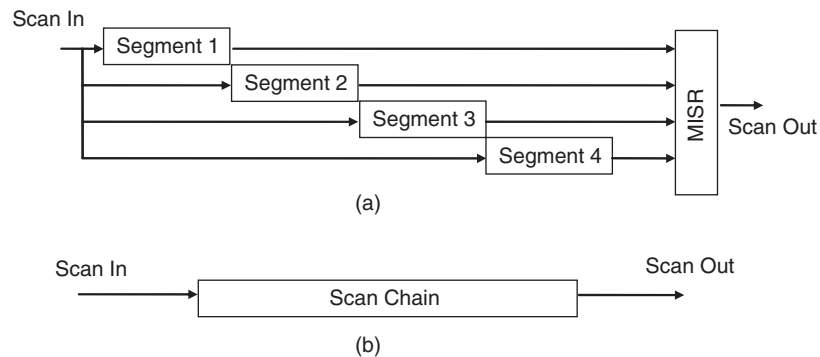 Scan In
Segment 1
Segment 2
Segment 3
Segment 4
MISR
Scan Out
(a)
Scan In
Scan Chain
Scan Out
(b)